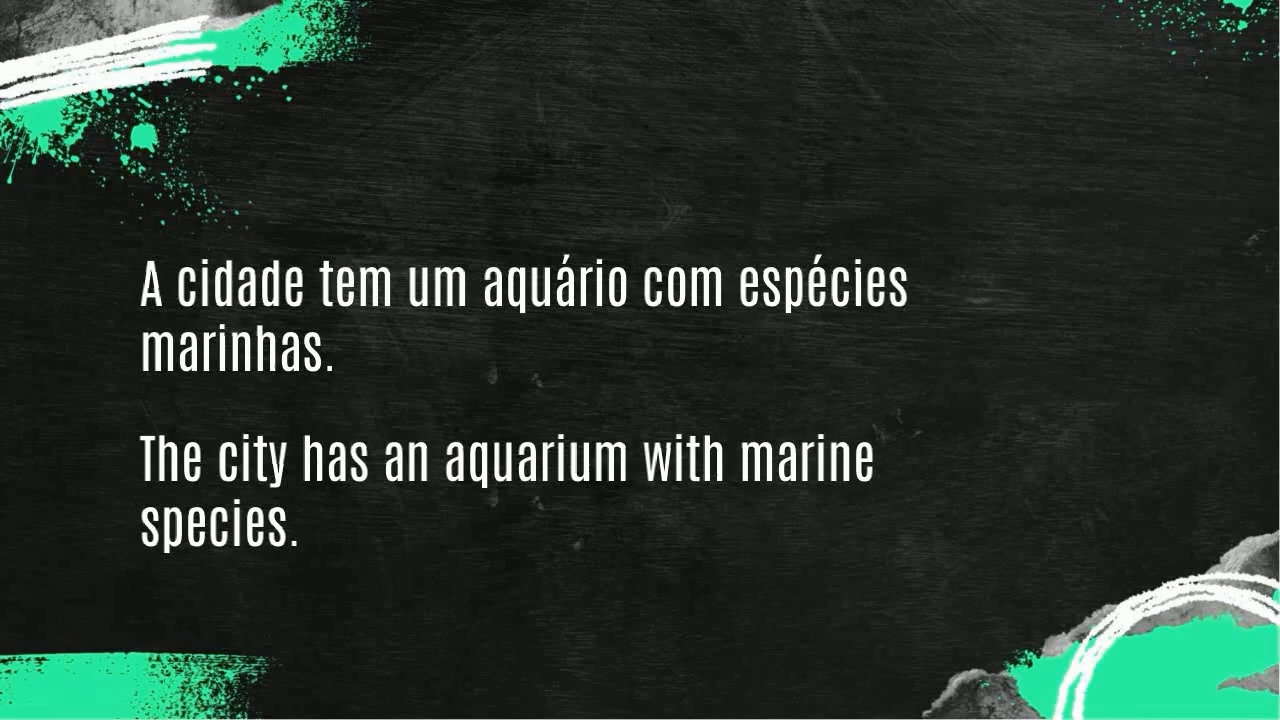 A cidade tem um aquário com espécies
marinhas.
The city has an aquarium with marine
species.